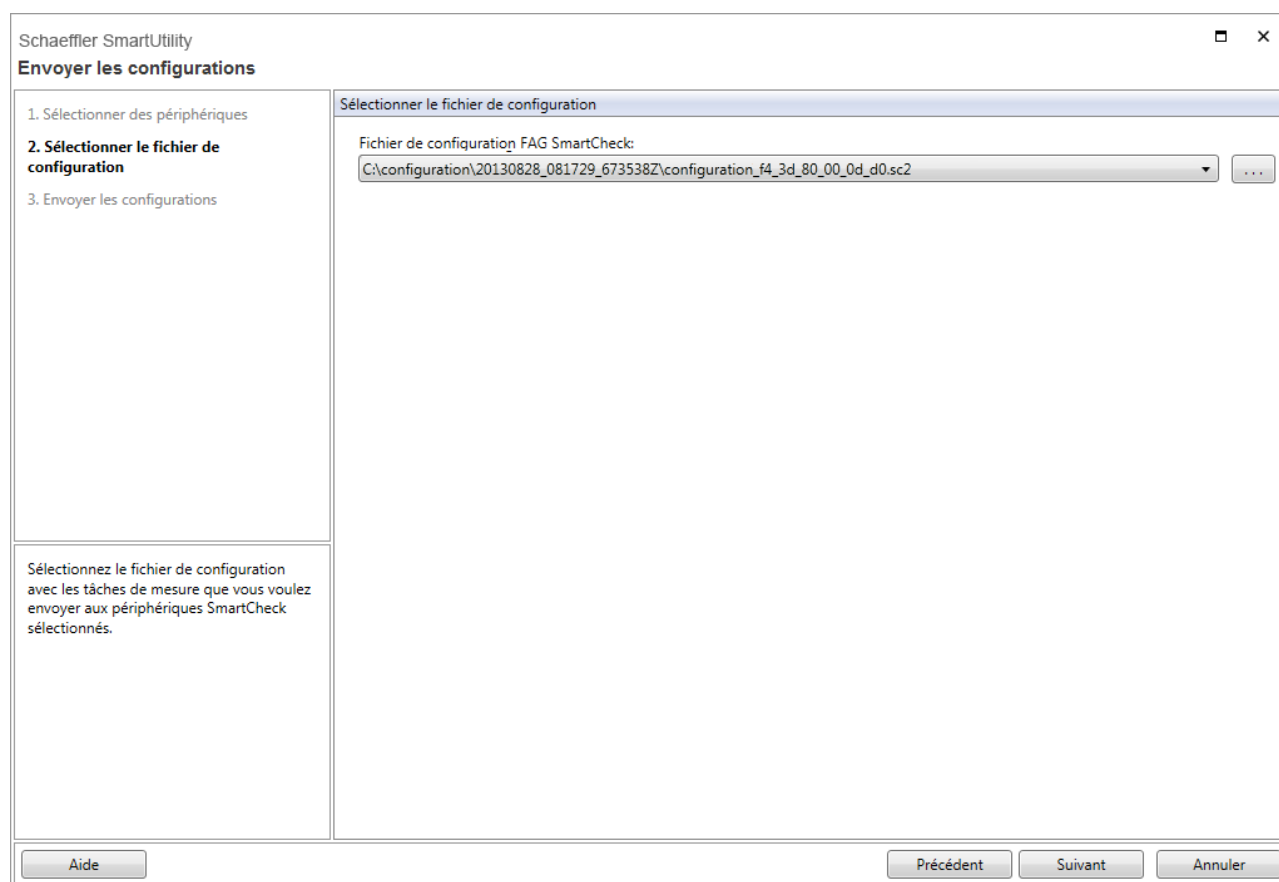 Schaeffler SmartUtility
Envoyer les configurations
1. Sélectionner des périphériques
2. Sélectionner le fichier de
configuration
3. Envoyer les configurations
Sélectionnez le fichier de configuration
avec les tâches de mesure que vous voulez
envoyer aux périphériques SmartCheck
sélectionnés.
Sélectionner le fichier de configuration
Fichier de configuration FAG SmartCheck:
C:\configuration\20130828_081729_673538Z\configuration_f4_3d_80_00_0d_d0.sc2
...
Aide
Précédent
Suivant
Annuler